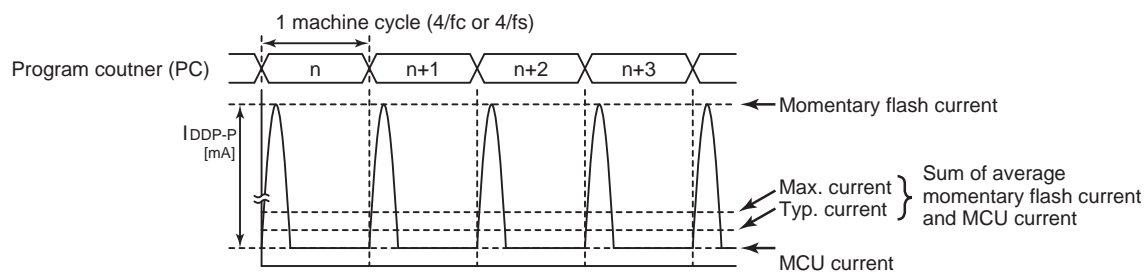 1 machine cycle (4/fc or 4/fs)
Program coutner (PC)
n
n+1
n+2
n+3
Momentary flash current
IDDP-P
[mA]
Max. current
Typ. current
Sum of average
momentary flash current
and MCU current
MCU current